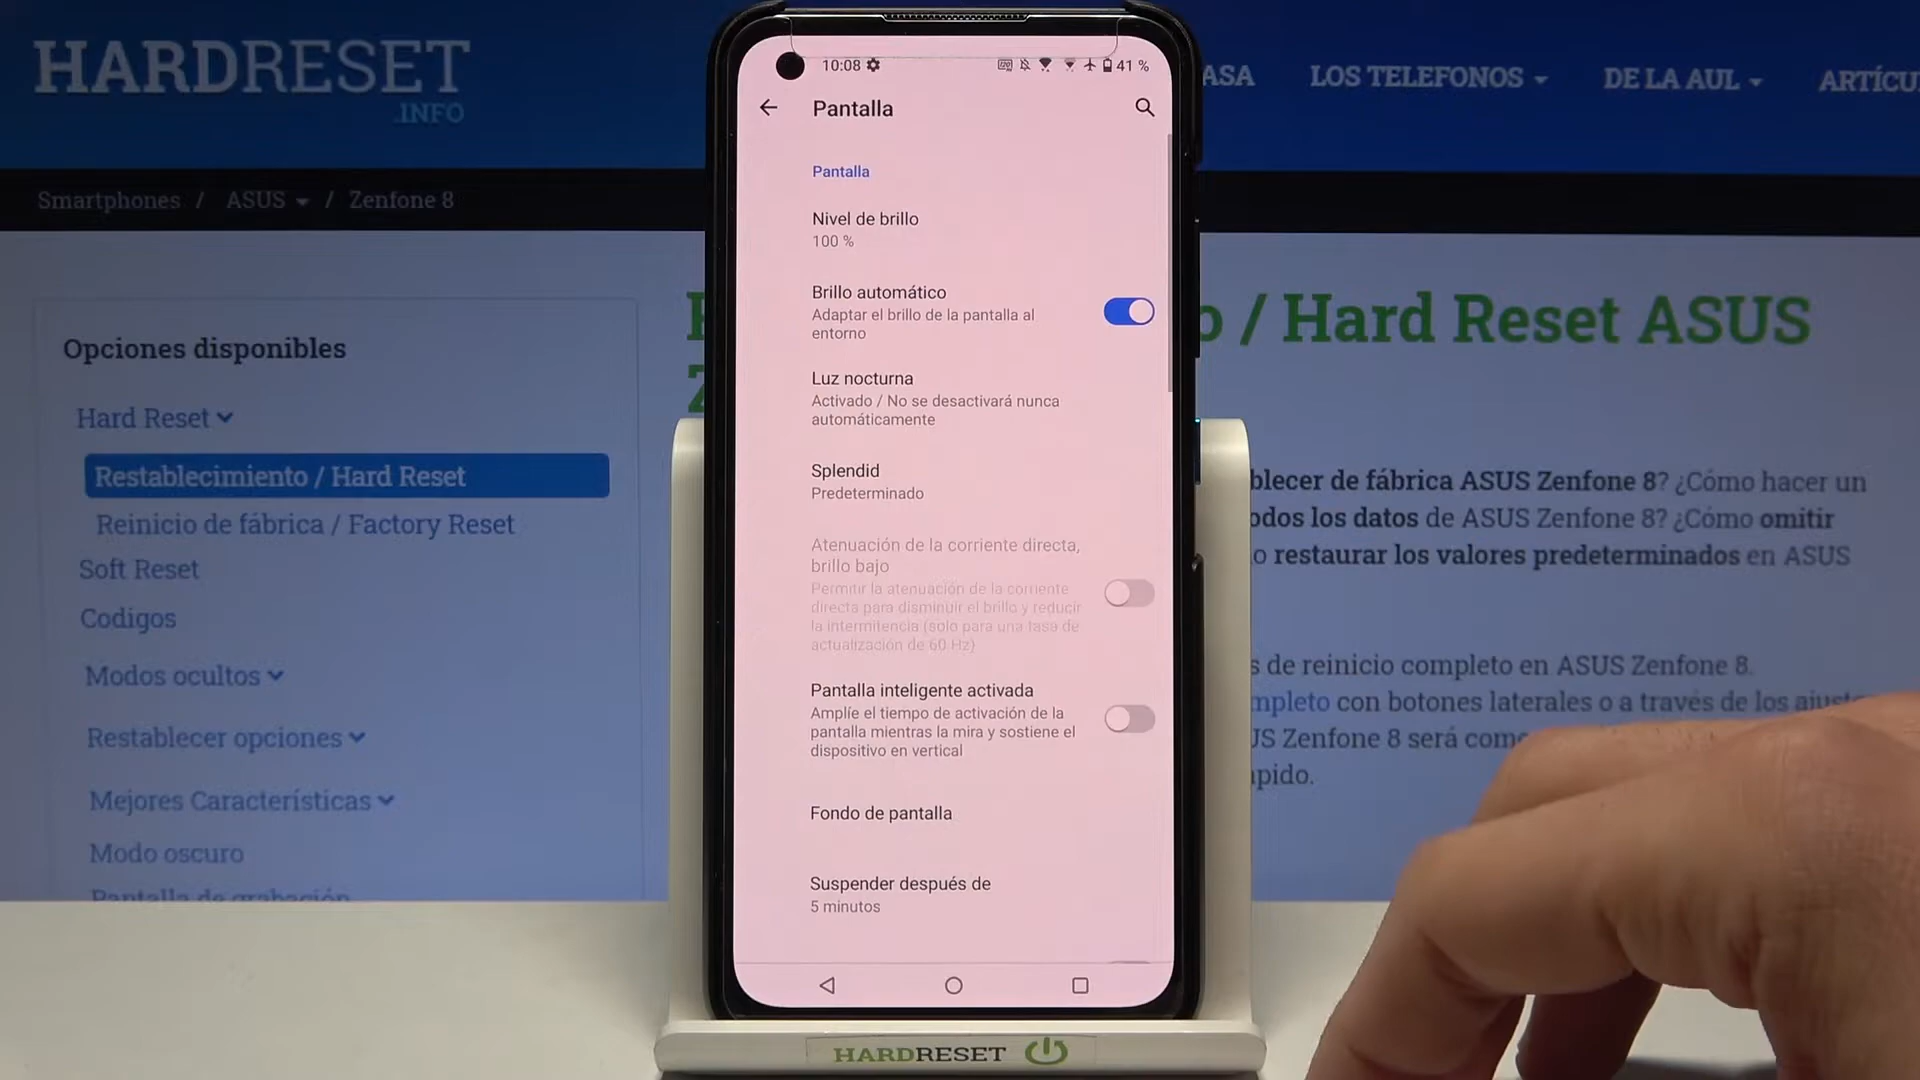 HARDRESET
.INFO
ASA
LOS TELEFONOS
DE LA AUL
ARTÍCU
Smartphones / ASUS / Zenfone 8
Opciones disponibles
Hard Reset
Restablecimiento / Hard Reset
Reinicio de fábrica / Factory Reset
Soft Reset
Codigos
Modos ocultos
Restablecer opciones
Mejores Características
Modo oscuro
Pantalla de grabación
10:08
41 %
Pantalla
Pantalla
Nivel de brillo
100 %
Brillo automático
Adaptar el brillo de la pantalla al
entorno
Luz nocturna
Activado / No se desactivará nunca
automáticamente
Splendid
Predeterminado
Atenuación de la corriente directa,
brillo bajo
Permitir la atenuación de la corriente
directa para disminuir el brillo y reducir
la intermitencia (solo para una tasa de
actualización de 60 Hz)
Pantalla inteligente activada
Amplíe el tiempo de activación de la
pantalla mientras la mira y sostiene el
dispositivo en vertical
Fondo de pantalla
Suspender después de
5 minutos
o / Hard Reset ASUS
blecer de fábrica ASUS Zenfone 8? ¿Cómo hacer un
odos los datos de ASUS Zenfone 8? ¿Cómo omitir
o restaurar los valores predeterminados en ASUS
s de reinicio completo en ASUS Zenfone 8.
mpleto con botones laterales o a través de los ajust
US Zenfone 8 será com
ápido.
HARDRESET